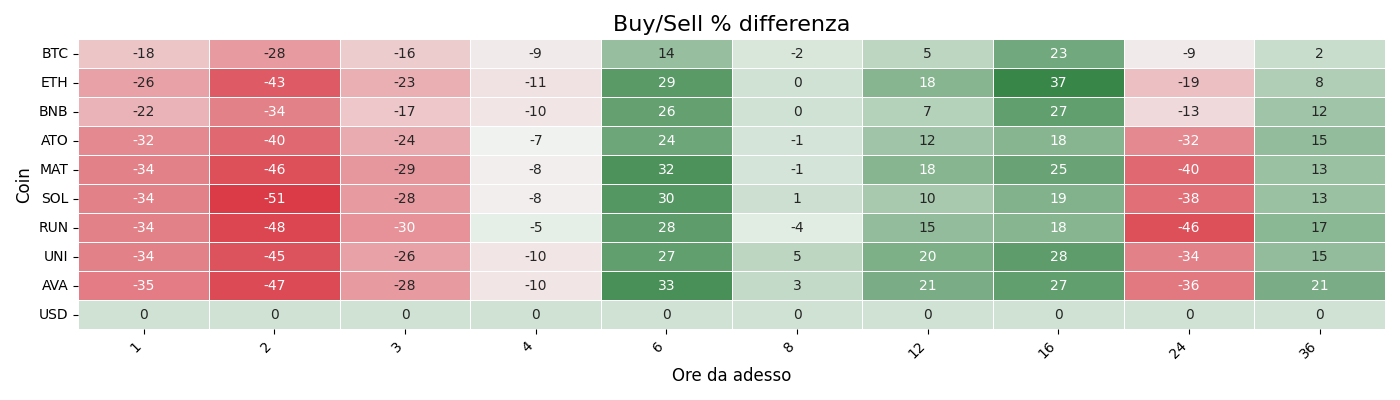 Buy/Sell % differenza
Coin
BTC -18 -28 -16 -9 14 -2 5 23 -9 2
ETH -26 -43 -23 -11 29 0 18 37 -19 8
BNB -22 -34 -17 -10 26 0 7 27 -13 12
ATO -32 -40 -24 -7 24 -1 12 18 -32 15
MAT -34 -46 -29 -8 32 -1 18 25 -40 13
SOL -34 -51 -28 -8 30 1 10 19 -38 13
RUN -34 -48 -30 -5 28 -4 15 18 -46 17
UNI -34 -45 -26 -10 27 5 20 28 -34 15
AVA -35 -47 -28 -10 33 3 21 27 -36 21
USD 0 0 0 0 0 0 0 0 0 0
1 2 3 4 6 8 12 16 24 36
Ore da adesso